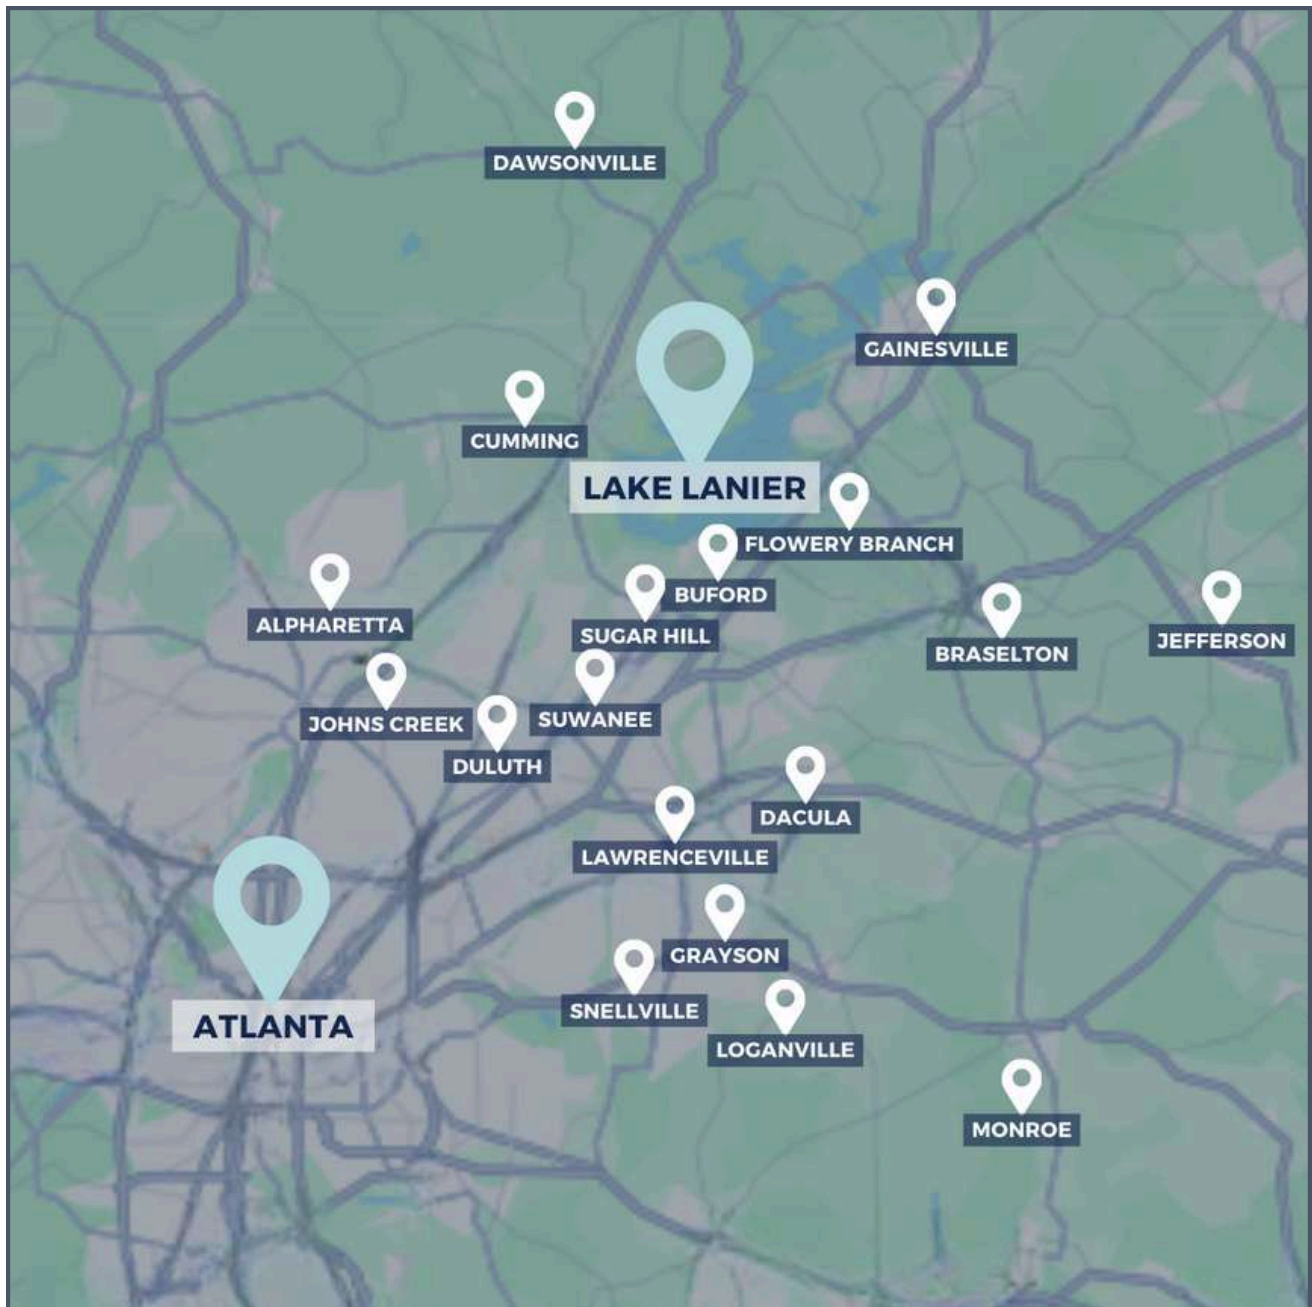 DAWSONVILLE
GAINESVILLE
CUMMING
LAKE LANIER
FLOWERY BRANCH
BUFORD
ALPHARETTA
SUGAR HILL
JEFFERSON
BRASELTON
JOHNS CREEK
SUWANEE
DULUTH
DACULA
LAWRENCEVILLE
GRAYSON
SNELLVILLE
ATLANTA
LOGANVILLE
MONROE